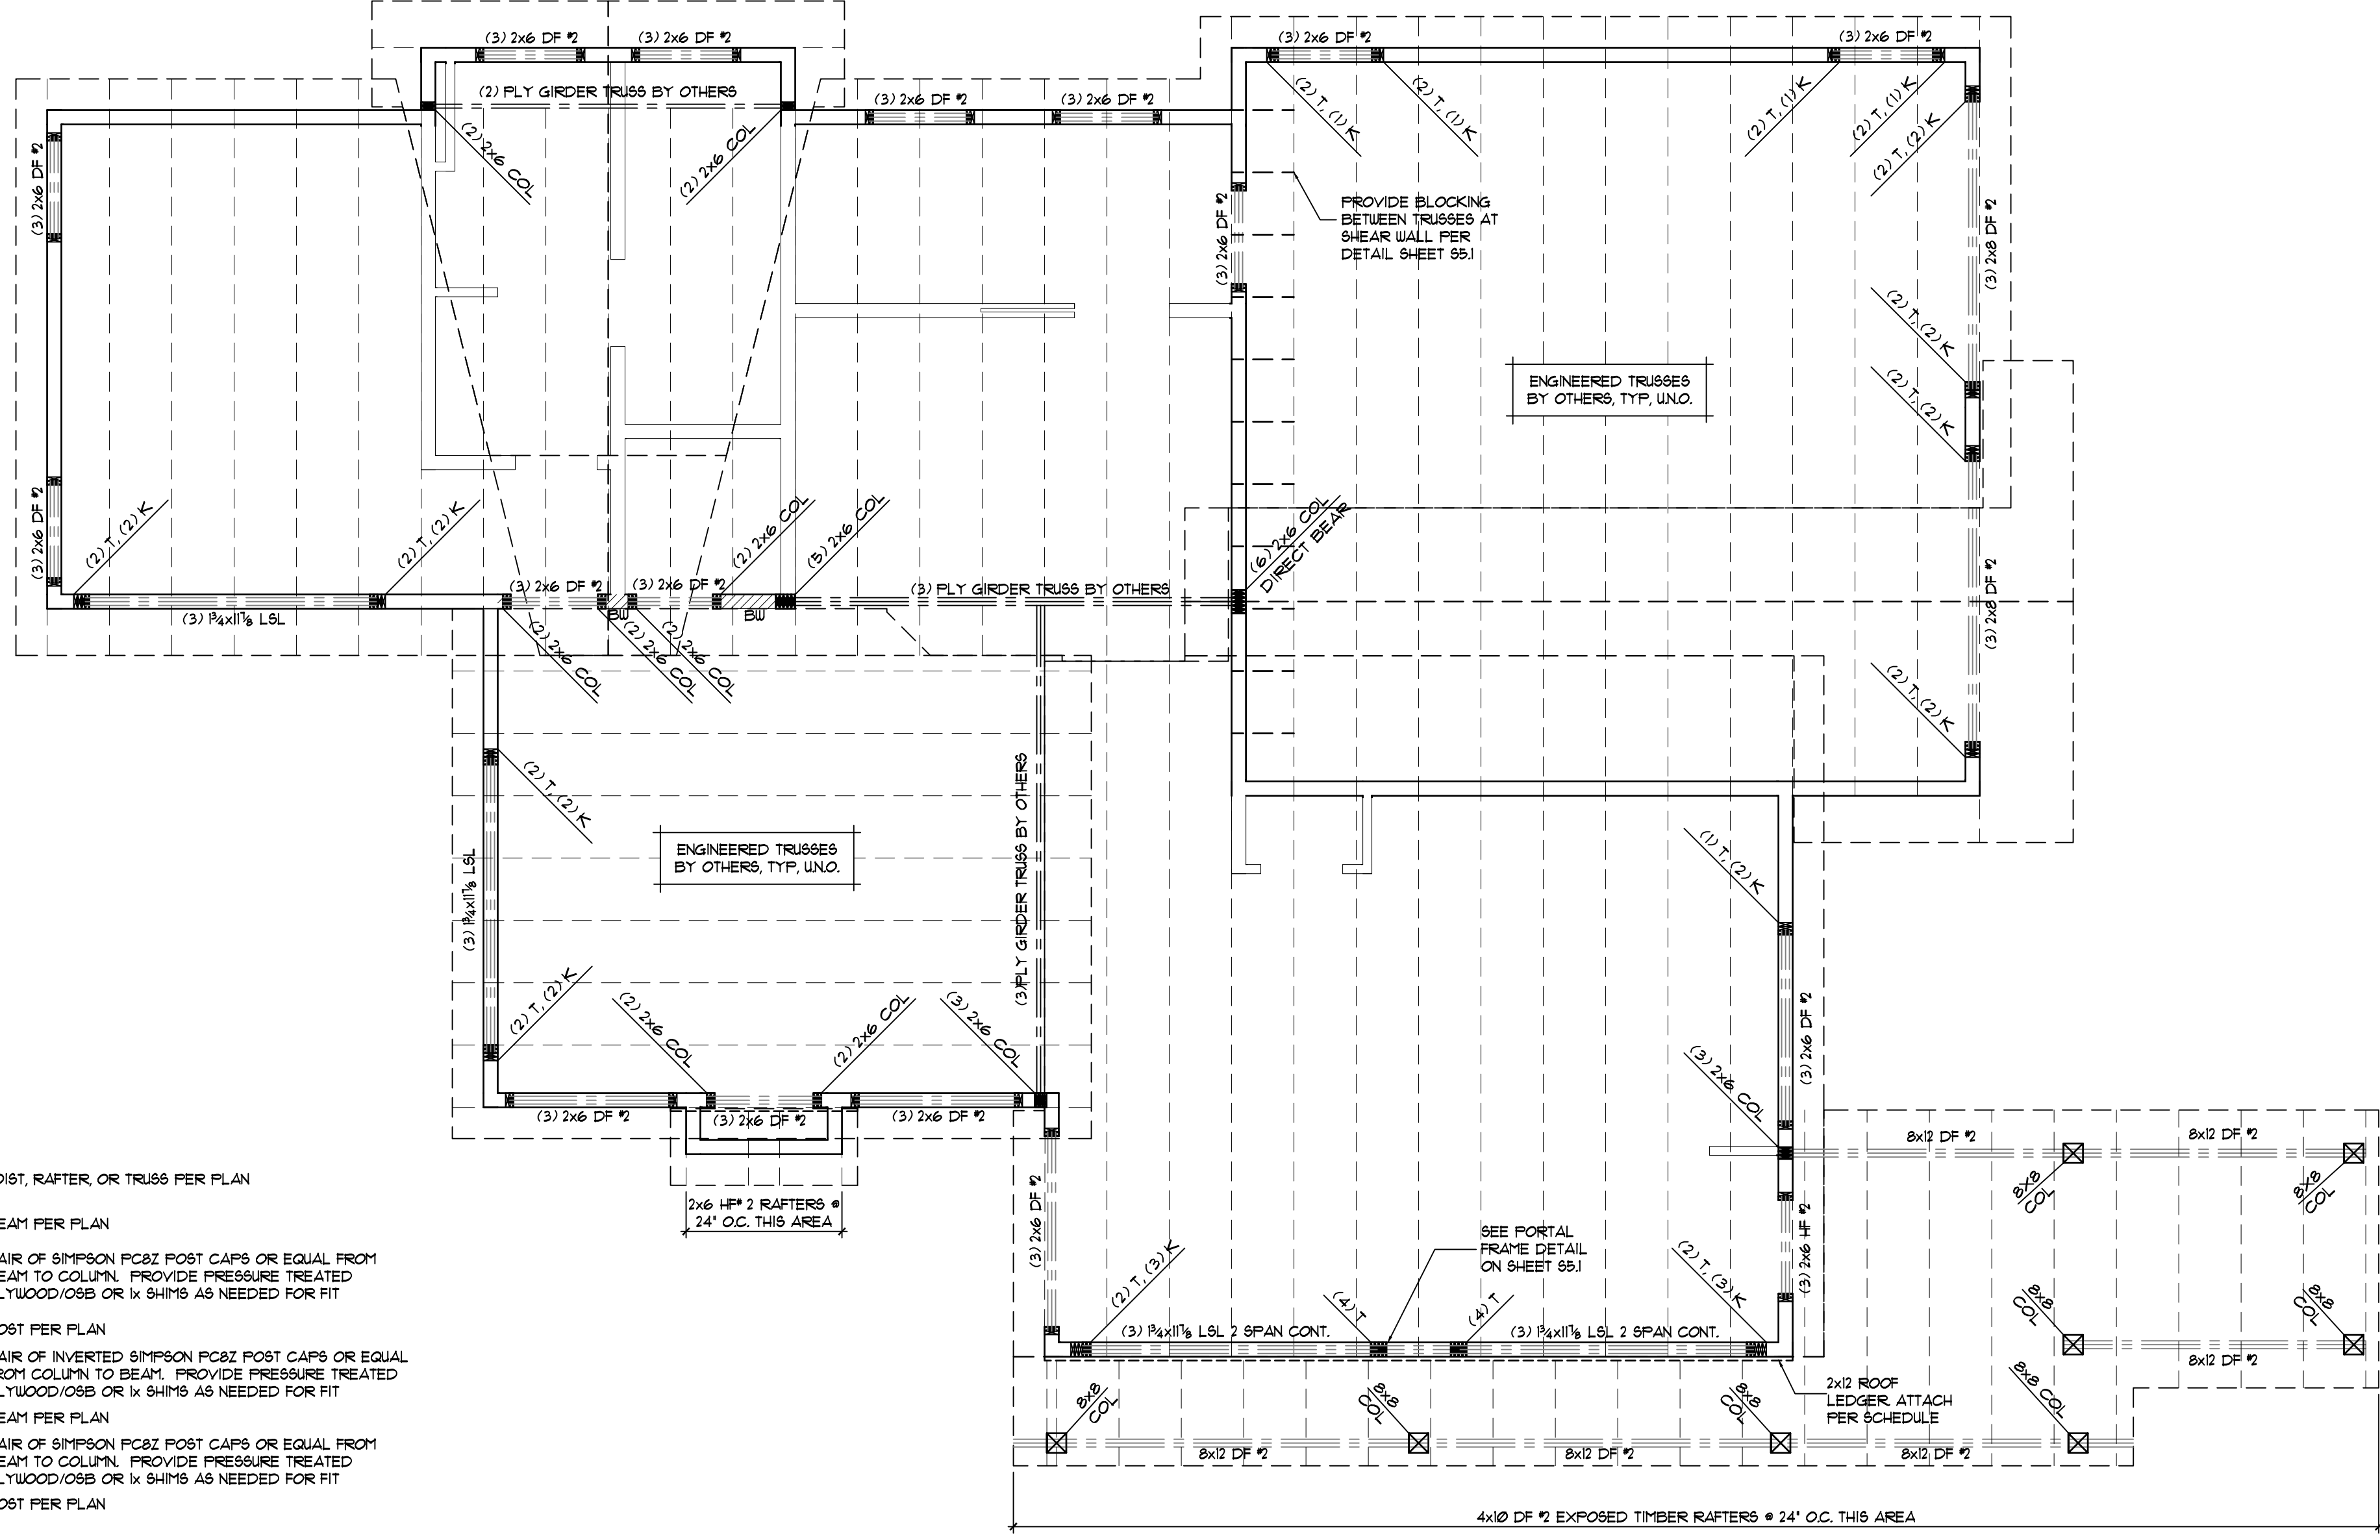 (3) 2x6 DF #2
(3) 2x6 DF #2
(3) 2x6 DF #2
(3) 2x6 DF #2
(2) PLY GIRDER TRUSS BY OTHERS
(3) 2x6 DF #2
(3) 2x6 DF #2
(2) T, (1) K
(2) T, (1) K
(2) T, (1) K
(2) T, (1) K
(2) T, (2) K
(2) 2x6 COL
(2) 2x6 COL
(3) 2x6 DF #2
(3) 2x6 DF #2
(3) 2x8 DF #2
PROVIDE BLOCKING
BETWEEN TRUSSES AT
SHEAR WALL PER
DETAIL SHEET S5.1
(2) T, (2) K
(2) T, (2) K
ENGINEERED TRUSSES
BY OTHERS, TYP, U.N.O.
(3) 2x6 DF #2
(2) T, (2) K
(2) T, (2) K
(2) 2x6 COL
(5) 2x6 COL
(6) 2x6 COL
DIRECT BEAR
(3) 2x6 DF #2
(3) 2x6 DF #2
(3) PLY GIRDER TRUSS BY OTHERS
(3) 2x8 DF #2
(3) 1¾x11⅞ LSL
BW
BW
(2) 2x6 COL
(2) 2x6 COL
(2) 2x6 COL
(2) T, (2) K
(2) T, (2) K
(3) PLY GIRDER TRUSS BY OTHERS
ENGINEERED TRUSSES
BY OTHERS, TYP, U.N.O.
(3) 1¾x11⅞ LSL
(1) T, (2) K
(2) T, (2) K
(2) 2x6 COL
(2) 2x6 COL
(3) 2x6 COL
(3) 2x6 DF #2
(3) 2x6 COL
(3) 2x6 DF #2
(3) 2x6 DF #2
(3) 2x6 DF #2
8x12 DF #2
8x12 DF #2
8x8
COL
8x8
COL
OIST, RAFTER, OR TRUSS PER PLAN
EAM PER PLAN
AIR OF SIMPSON PC8Z POST CAPS OR EQUAL FROM
EAM TO COLUMN. PROVIDE PRESSURE TREATED
LYWOOD/OSB OR 1x SHIMS AS NEEDED FOR FIT
OST PER PLAN
AIR OF INVERTED SIMPSON PC8Z POST CAPS OR EQUAL
ROM COLUMN TO BEAM. PROVIDE PRESSURE TREATED
LYWOOD/OSB OR 1x SHIMS AS NEEDED FOR FIT
EAM PER PLAN
AIR OF SIMPSON PC8Z POST CAPS OR EQUAL FROM
EAM TO COLUMN. PROVIDE PRESSURE TREATED
LYWOOD/OSB OR 1x SHIMS AS NEEDED FOR FIT
OST PER PLAN
2x6 HF# 2 RAFTERS @
24" O.C. THIS AREA
(3) 2x6 DF #2
SEE PORTAL
FRAME DETAIL
ON SHEET S5.1
(2) T, (3) K
(4) T
(4) T
(2) T, (3) K
(3) 2x6 HF #2
(3) 1¾x11⅞ LSL 2 SPAN CONT.
(3) 1¾x11⅞ LSL 2 SPAN CONT.
8x8
COL
8x8
COL
8x12 DF #2
2x12 ROOF
LEDGER. ATTACH
PER SCHEDULE
8x8
COL
8x8
COL
8x8
COL
8x8 COL
8x12 DF #2
8x12 DF #2
8x12 DF #2
4x10 DF #2 EXPOSED TIMBER RAFTERS @ 24" O.C. THIS AREA